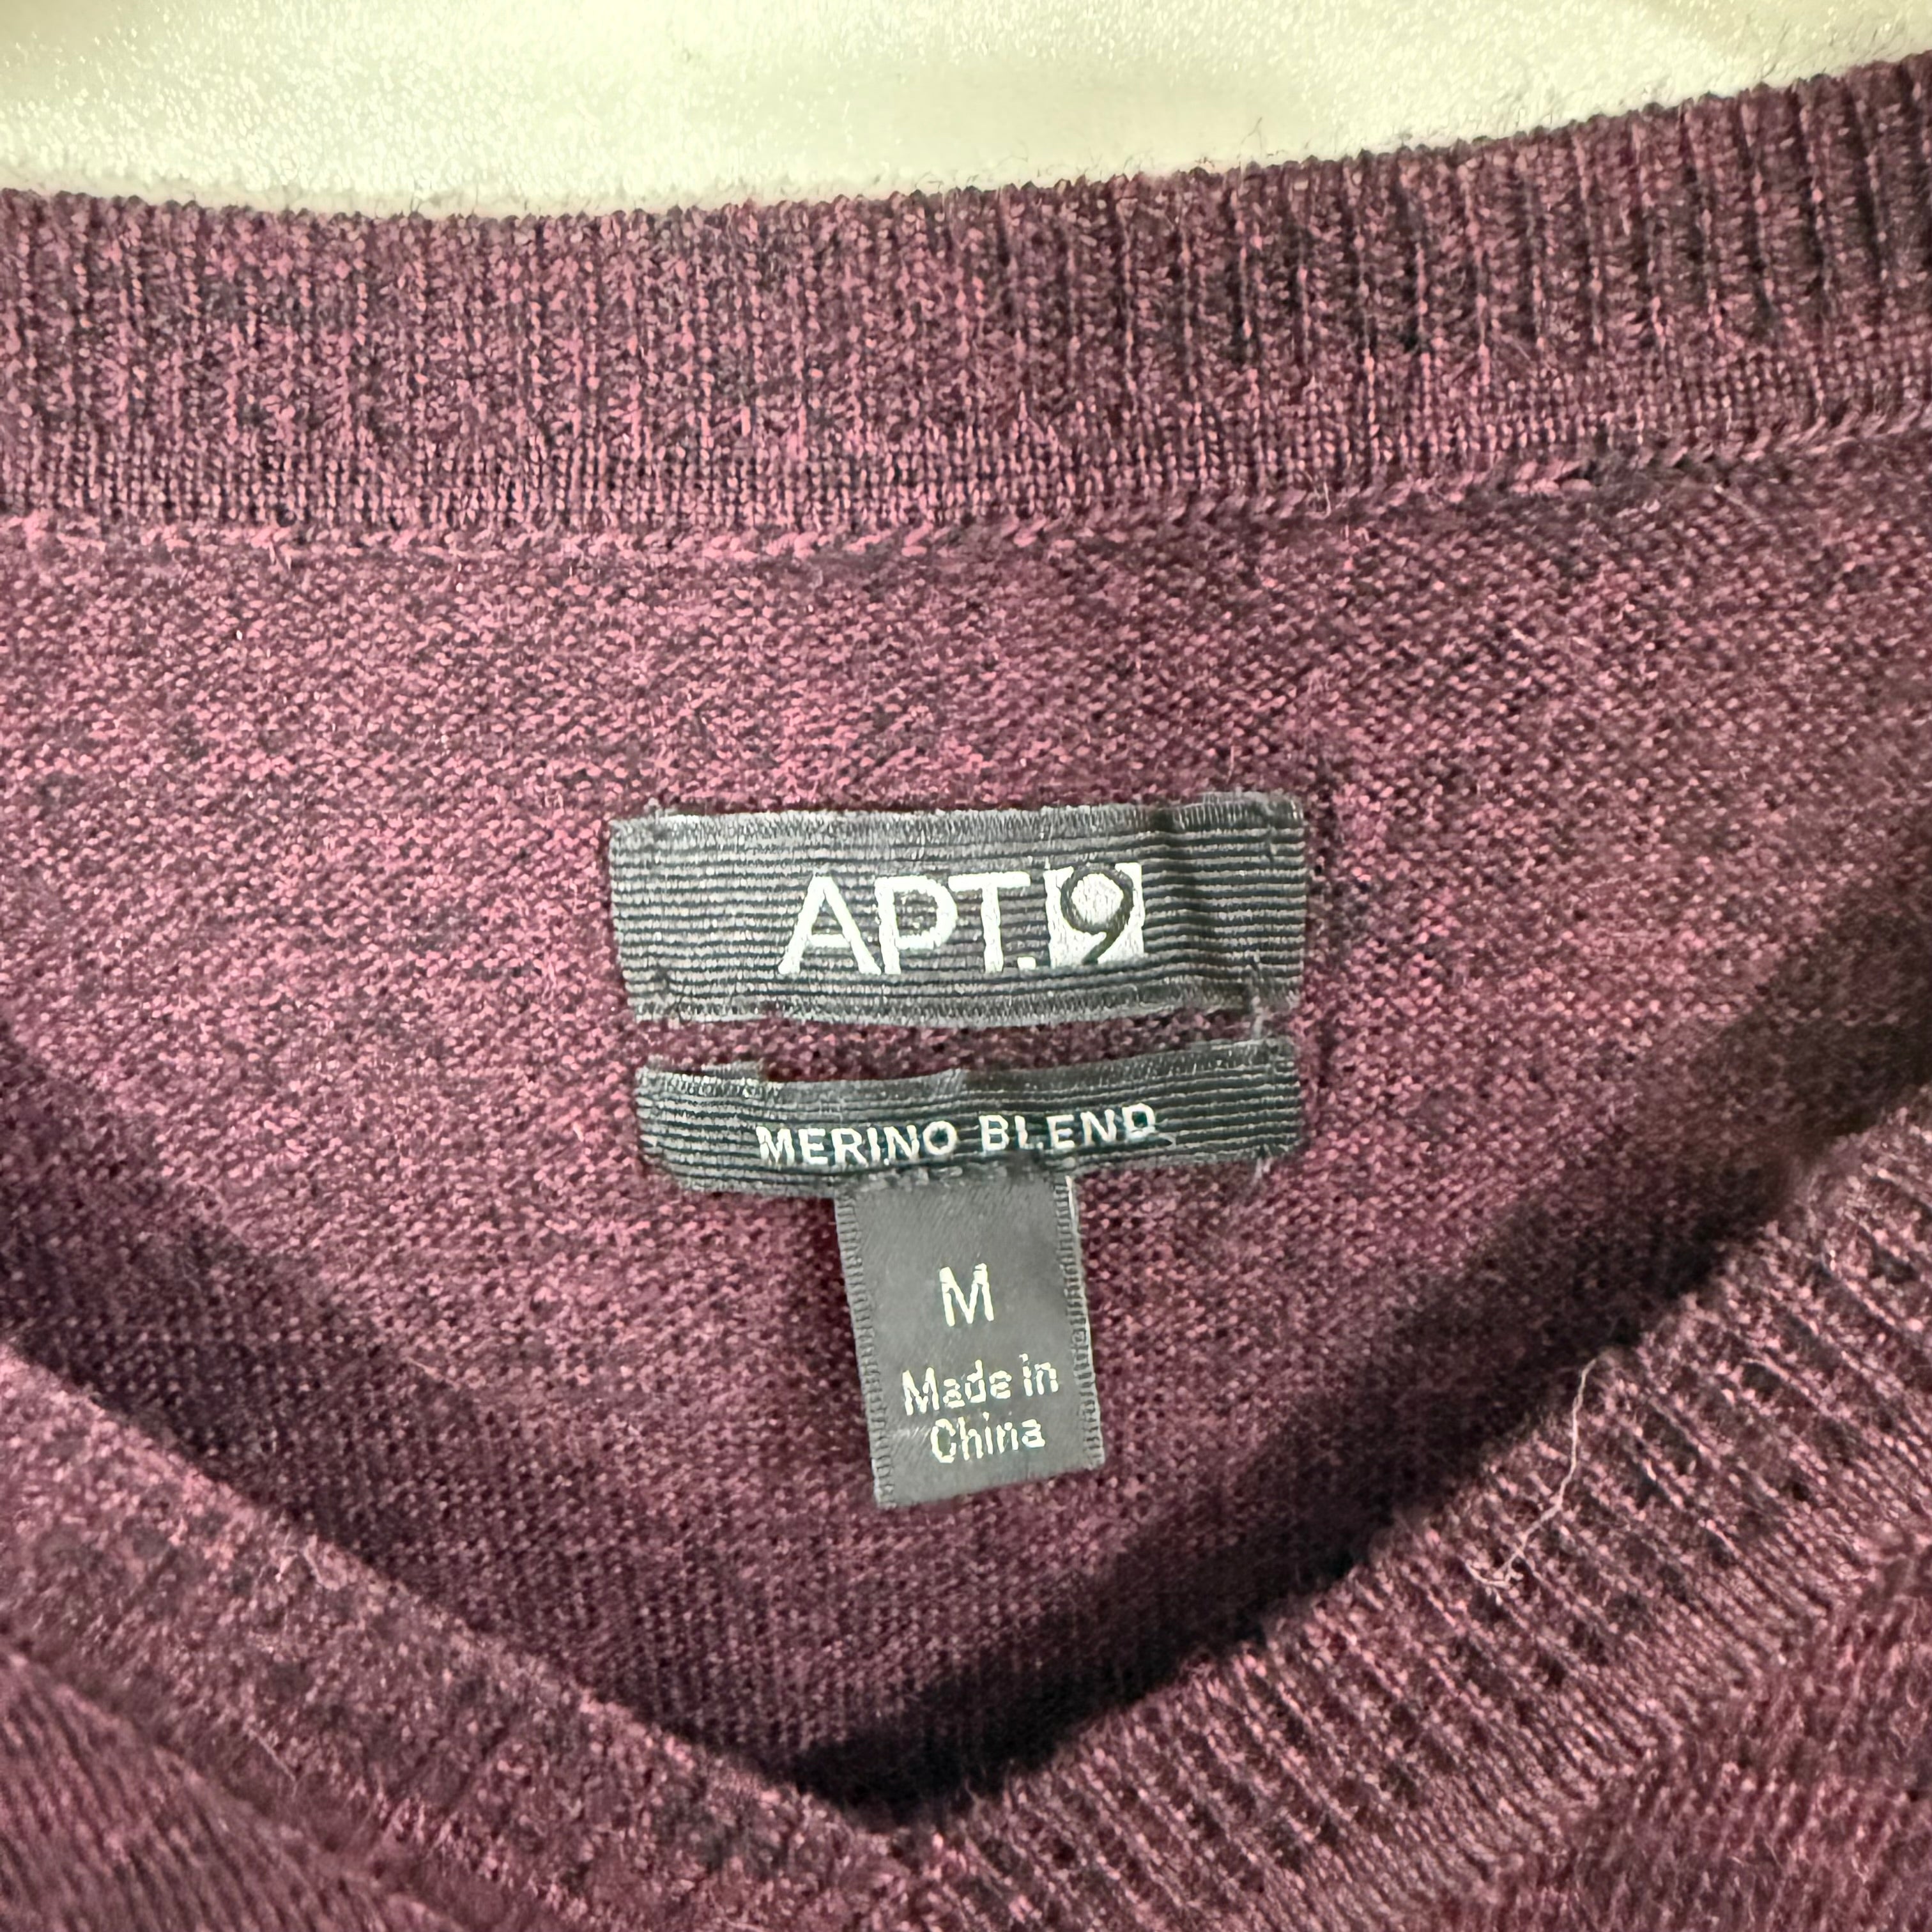 APT.9
MERINO BLEND
M
Made in
China